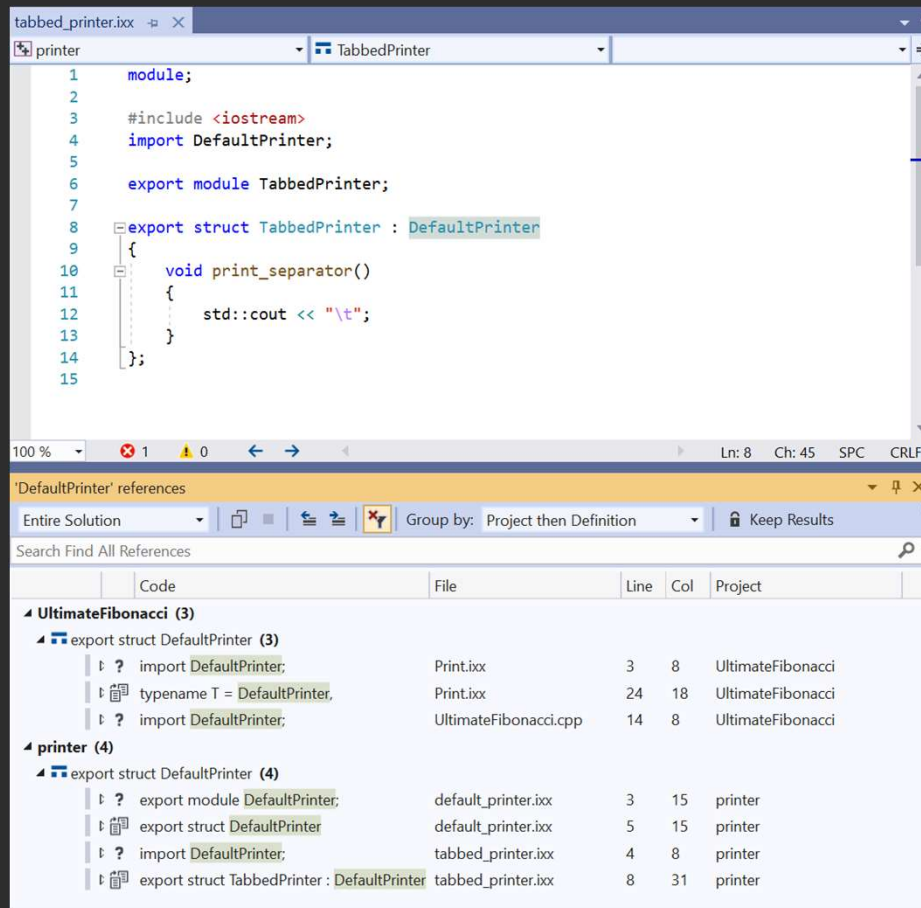 tabbed_printer.ixx
printer TabbedPrinter
1 module;
2
3 #include <iostream>
4 import DefaultPrinter;
5
6 export module TabbedPrinter;
7
8 export struct TabbedPrinter : DefaultPrinter
9 {
10 void print_separator()
11 {
12 std::cout << "\t";
13 }
14 };
15
100 % 1 0 Ln: 8 Ch: 45 SPC CRLF
'DefaultPrinter' references
Entire Solution Group by: Project then Definition Keep Results
Search Find All References
Code File Line Col Project
UltimateFibonacci (3)
export struct DefaultPrinter (3)
? import DefaultPrinter; Print.ixx 3 8 UltimateFibonacci
typename T = DefaultPrinter, Print.ixx 24 18 UltimateFibonacci
? import DefaultPrinter; UltimateFibonacci.cpp 14 8 UltimateFibonacci
printer (4)
export struct DefaultPrinter (4)
? export module DefaultPrinter; default_printer.ixx 3 15 printer
export struct DefaultPrinter default_printer.ixx 5 15 printer
? import DefaultPrinter; tabbed_printer.ixx 4 8 printer
export struct TabbedPrinter : DefaultPrinter tabbed_printer.ixx 8 31 printer